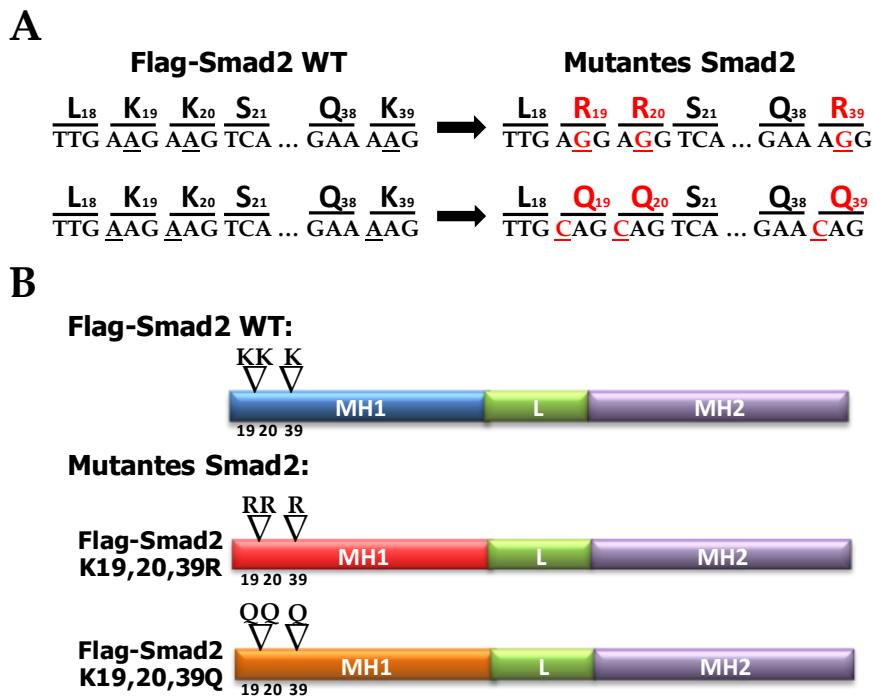 A
Flag-Smad2 WT Mutantes Smad2
L18 K19 K20 S21 Q38 K39 L18 R19 R20 S21 Q38 R39
TTG AAG AAG TCA ... GAA AAG TTG AGG AGG TCA ... GAA AGG
L18 K19 K20 S21 Q38 K39 L18 Q19 Q20 S21 Q38 Q39
TTG AAG AAG TCA ... GAA AAG TTG CAG CAG TCA ... GAA CAG
B
Flag-Smad2 WT:
KK K
MH1 L MH2
19 20 39
Mutantes Smad2:
RR R
Flag-Smad2
K19,20,39R
MH1 L MH2
19 20 39
QQ Q
Flag-Smad2
K19,20,39Q
MH1 L MH2
19 20 39